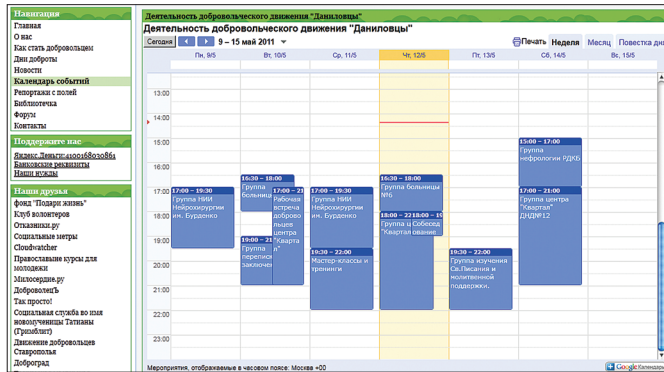 Навигация
Главная
О нас
Как стать добровольцем
Дни доброты
Новости
Календарь событий
Репортажи с полей
Библиотечка
Форум
Контакты
Поддержите нас
Яндекс.Деньги:4100168030861
Банковские реквизиты
Наши нужды
Наши друзья
фонд "Подари жизнь"
Клуб волонтеров
Отказники.ру
Социальные метры
Cloudwatcher
Православные курсы для
молодежи
Милосердие.ру
ДоброволецЪ
Так просто!
Социальная служба во имя
новомученицы Татианы
(Гримблит)
Движение добровольцев
Ставрополья
Доброград
Деятельность добровольческого движения "Даниловцы"
Деятельность добровольческого движения "Даниловцы"
Сегодня 9 – 15 май 2011 Печать Неделя Месяц Повестка дня
Пн, 9/5 Вт, 10/5 Ср, 11/5 Чт, 12/5 Пт, 13/5 Сб, 14/5 Вс, 15/5
13:00
14:00
15:00
16:00
17:00
18:00
19:00
20:00
21:00
22:00
23:00
17:00 – 19:30
Группа НИИ
Нейрохирургии
им. Бурденко
16:30 – 18:00
Группа
больниц
17:00 – 21
Рабочая
встреча
доброво
льцев
центра
"Кварта
л"
19:00 – 21
Группа
переписи
заключе
17:00 – 19:30
Группа НИИ
Нейрохирургии
им. Бурденко
19:30 – 22:00
Мастер-классы и
тренинги
16:30 – 18:00
Группа больницы
№6
18:00 – 22
Группа ц
"Квартал
18:00 – 19
Собесед
ование
19:30 – 22:00
Группа изучения
Св.Писания и
молитвенной
поддержки.
15:00 – 17:00
Группа
нефрологии РДКБ
17:00 – 21:00
Группа центра
"Квартал"
ДНД№12
Мероприятия, отображаемые в часовом поясе: Москва +00
Google Календарь